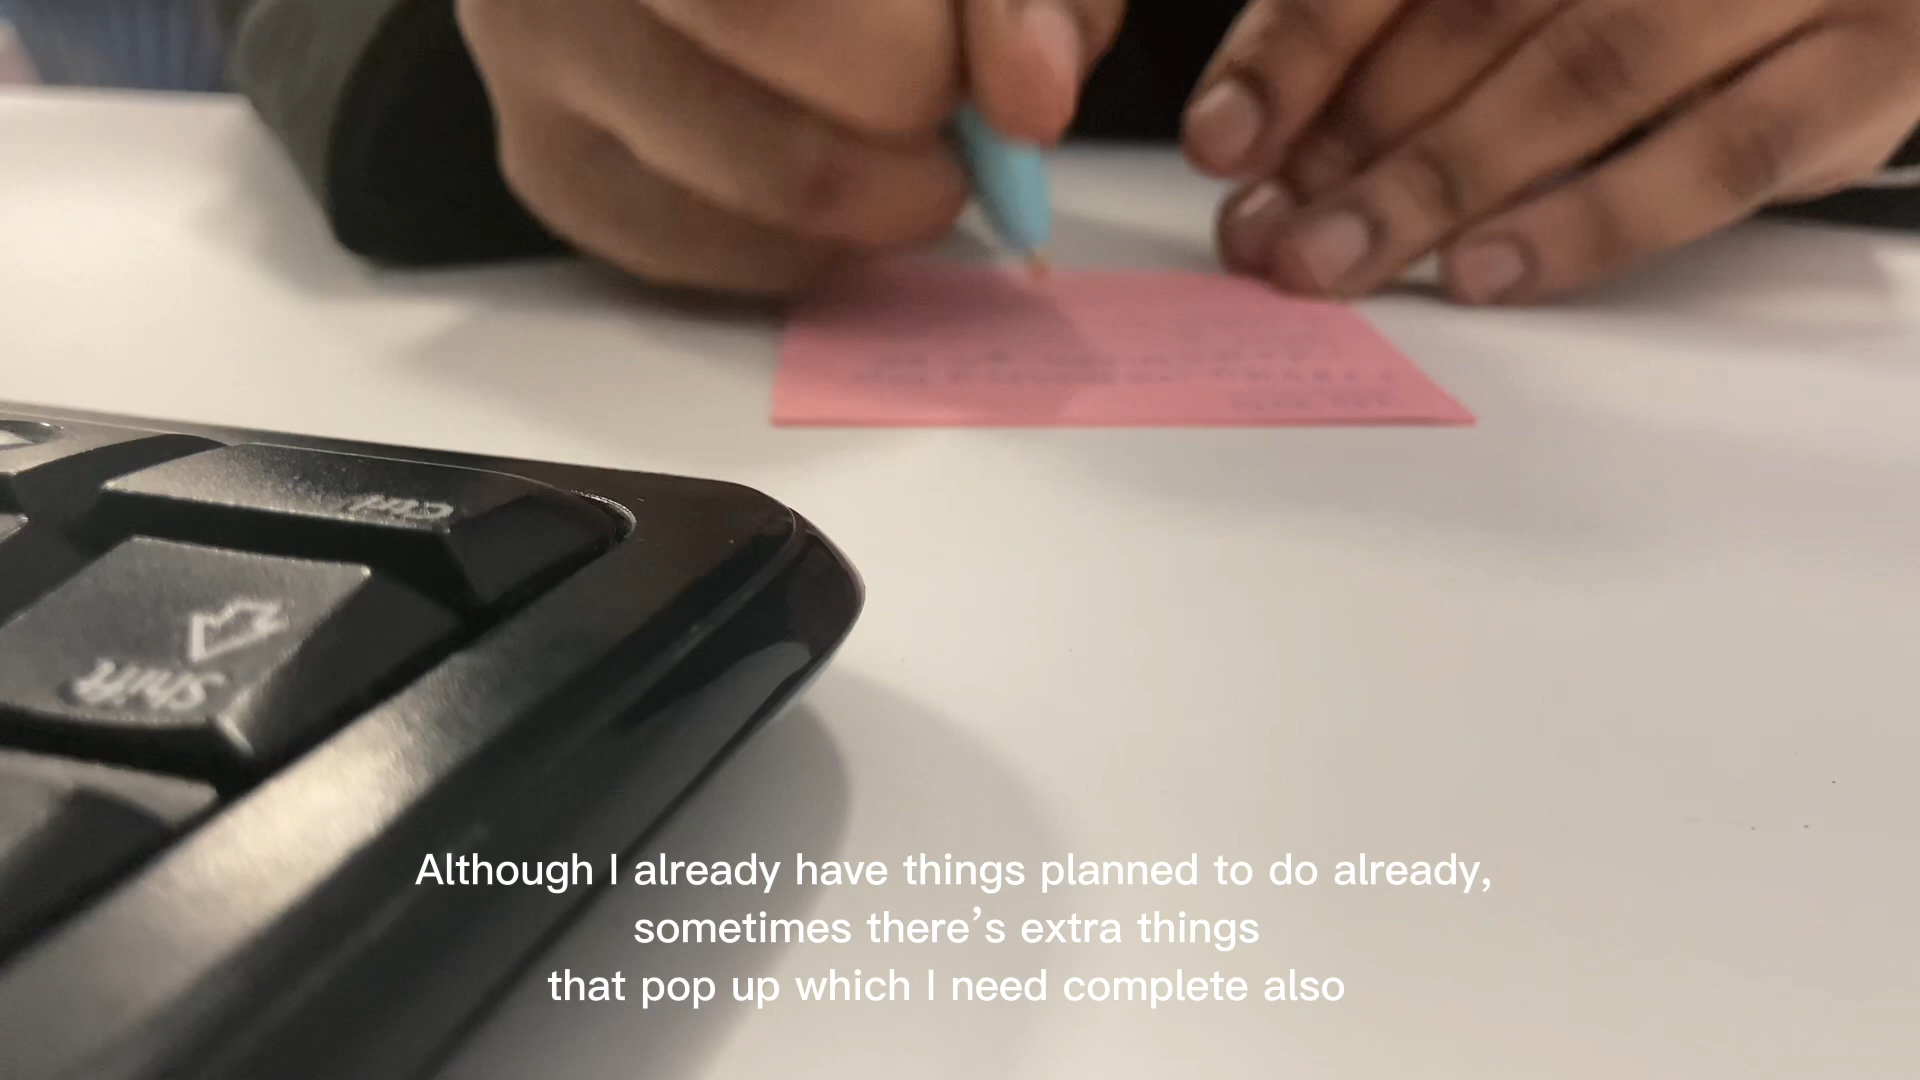 Ctrl
Shift
Although I already have things planned to do already,
sometimes there's extra things
that pop up which I need complete also